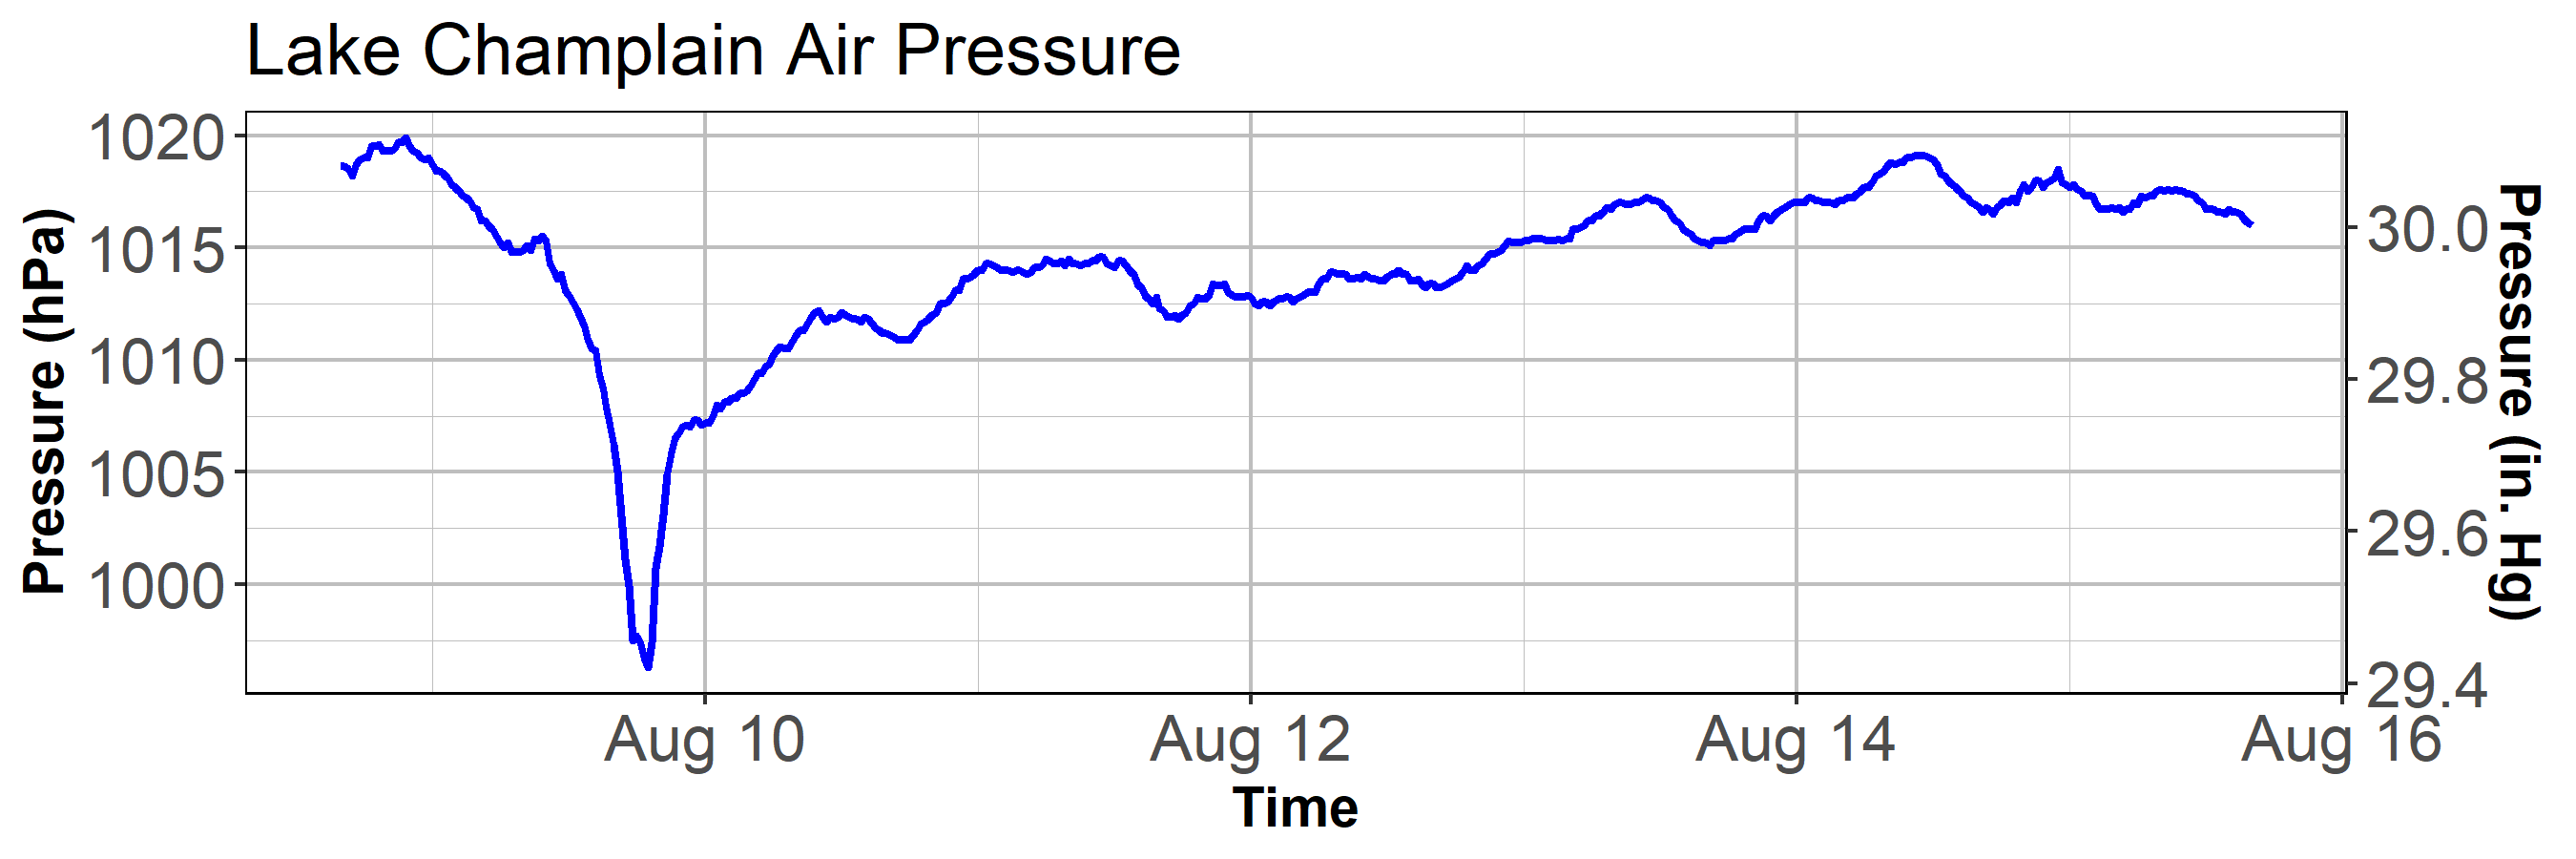 Lake Champlain Air Pressure
1020
1015
1010
1005
1000
Pressure (hPa)
30.0
29.8
29.6
29.4
Pressure (in. Hg)
Aug 10
Aug 12
Aug 14
Aug 16
Time